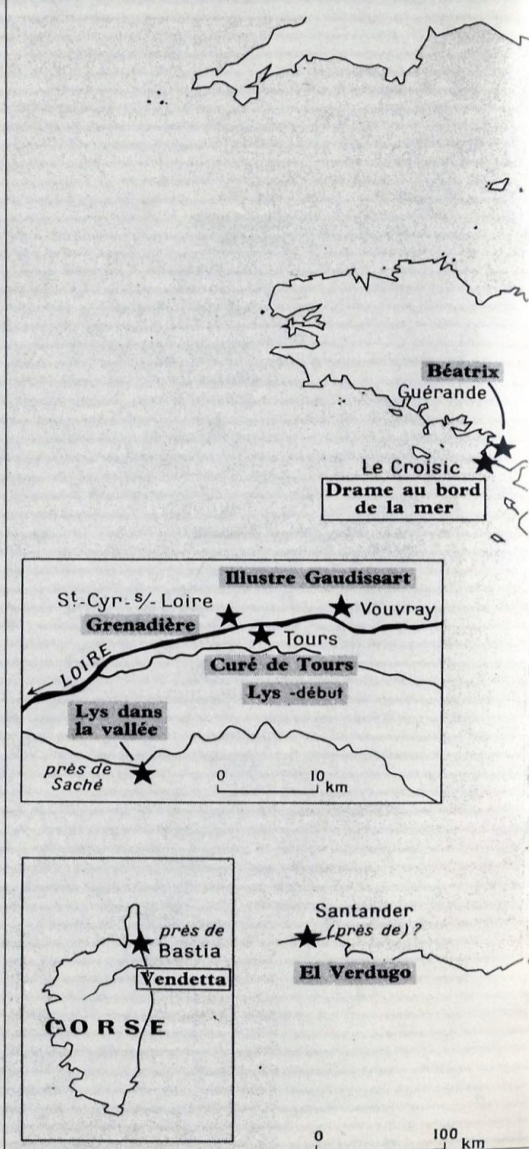 Béatrix
Guérande
Le Croisic
Drame au bord
de la mer
Illustre Gaudissart
St-Cyr-s/-Loire
Vouvray
Grenadière
Tours
← LOIRE
Curé de Tours
Lys -début
Lys dans
la vallée
près de
Saché
0 10
km
Santander
(près de)?
El Verdugo
près de
Bastia
Vendetta
CORSE
0 100
km